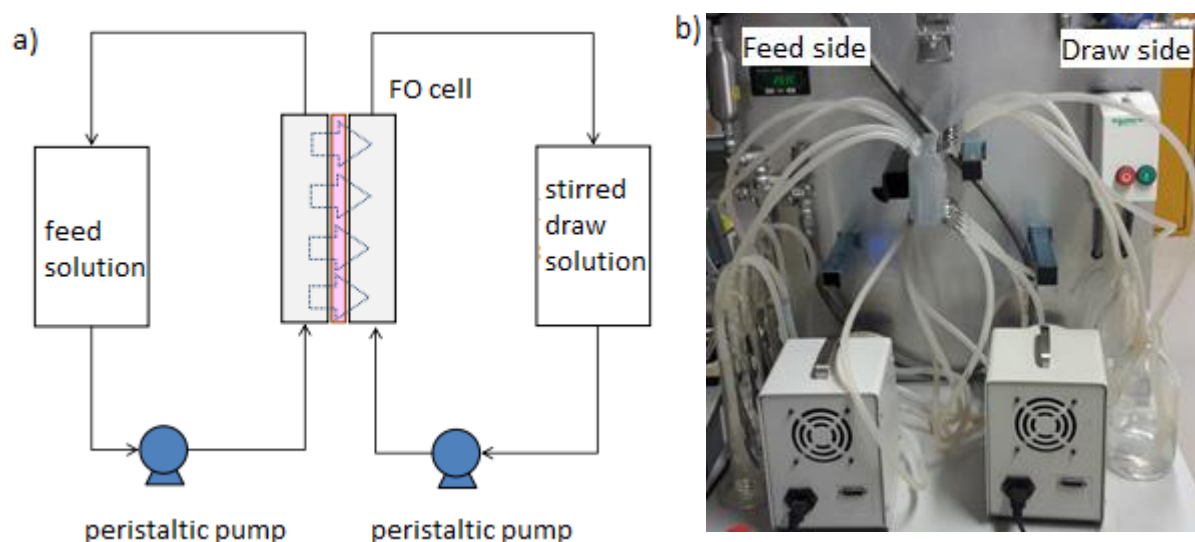 a)
FO cell
feed
solution
stirred
draw
solution
peristaltic pump
peristaltic pump
b)
Feed side
Draw side